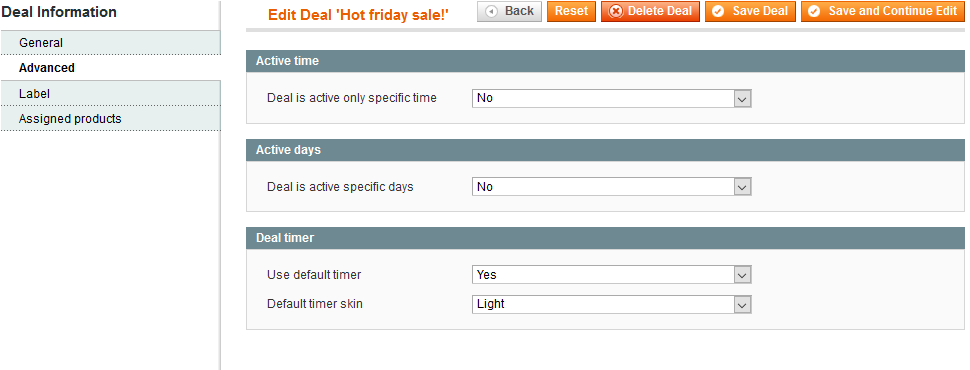 Deal Information
General
Advanced
Label
Assigned products
Edit Deal 'Hot friday sale!'
Back
Reset
Delete Deal
Save Deal
Save and Continue Edit
Active time
Deal is active only specific time
No
Active days
Deal is active specific days
No
Deal timer
Use default timer
Yes
Default timer skin
Light